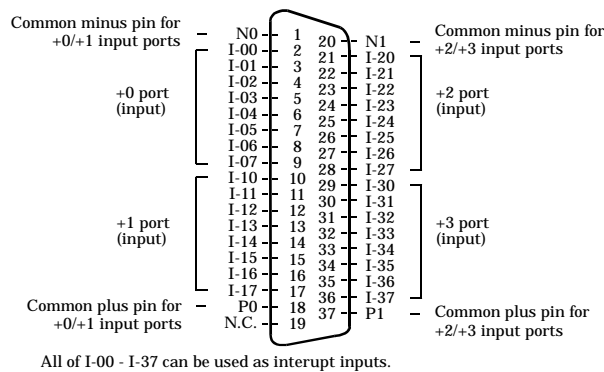 Common minus pin for
+0/+1 input ports
N0 1
I-00 2
I-01 3
I-02 4
I-03 5
I-04 6
I-05 7
I-06 8
I-07 9
I-10 10
I-11 11
I-12 12
I-13 13
I-14 14
I-15 15
I-16 16
I-17 17
P0 18
N.C. 19
+0 port
(input)
+1 port
(input)
Common plus pin for
+0/+1 input ports
20 N1
21 I-20
22 I-21
23 I-22
24 I-23
25 I-24
26 I-25
27 I-26
28 I-27
29 I-30
30 I-31
31 I-32
32 I-33
33 I-34
34 I-35
35 I-36
36 I-37
37 P1
Common minus pin for
+2/+3 input ports
+2 port
(input)
+3 port
(input)
Common plus pin for
+2/+3 input ports
All of I-00 - I-37 can be used as interupt inputs.